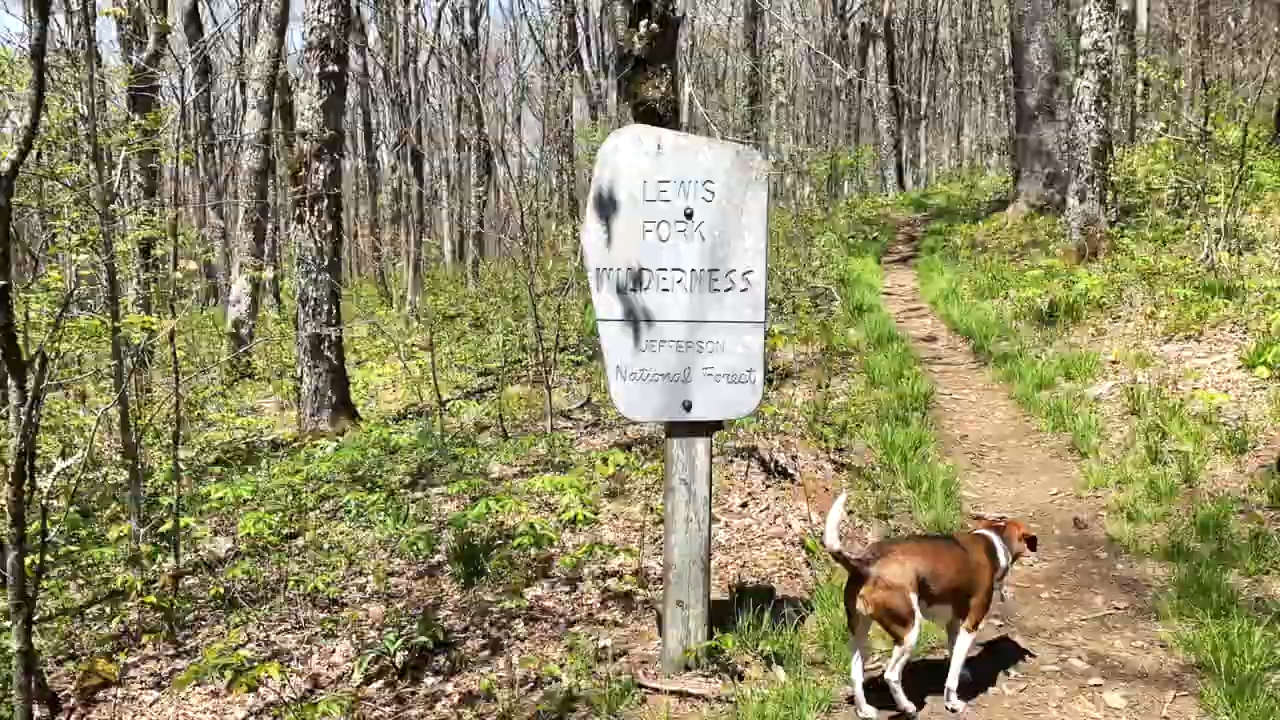 LEWIS
FORK
WILDERNESS
JEFFERSON
National Forest